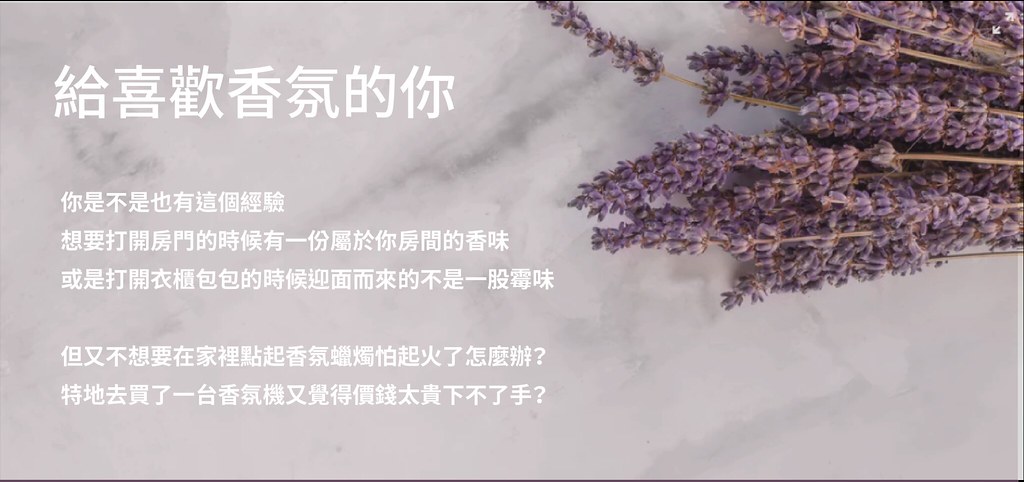 給喜歡香氛的你
你是不是也有這個經驗
想要打開房門的時候有一份屬於你房間的香味
或是打開衣櫃包包的時候迎面而來的不是一股霉味
但又不想要在家裡點起香氛蠟燭怕起火了怎麼辦?
特地去買了一台香氛機又覺得價錢太貴下不了手?